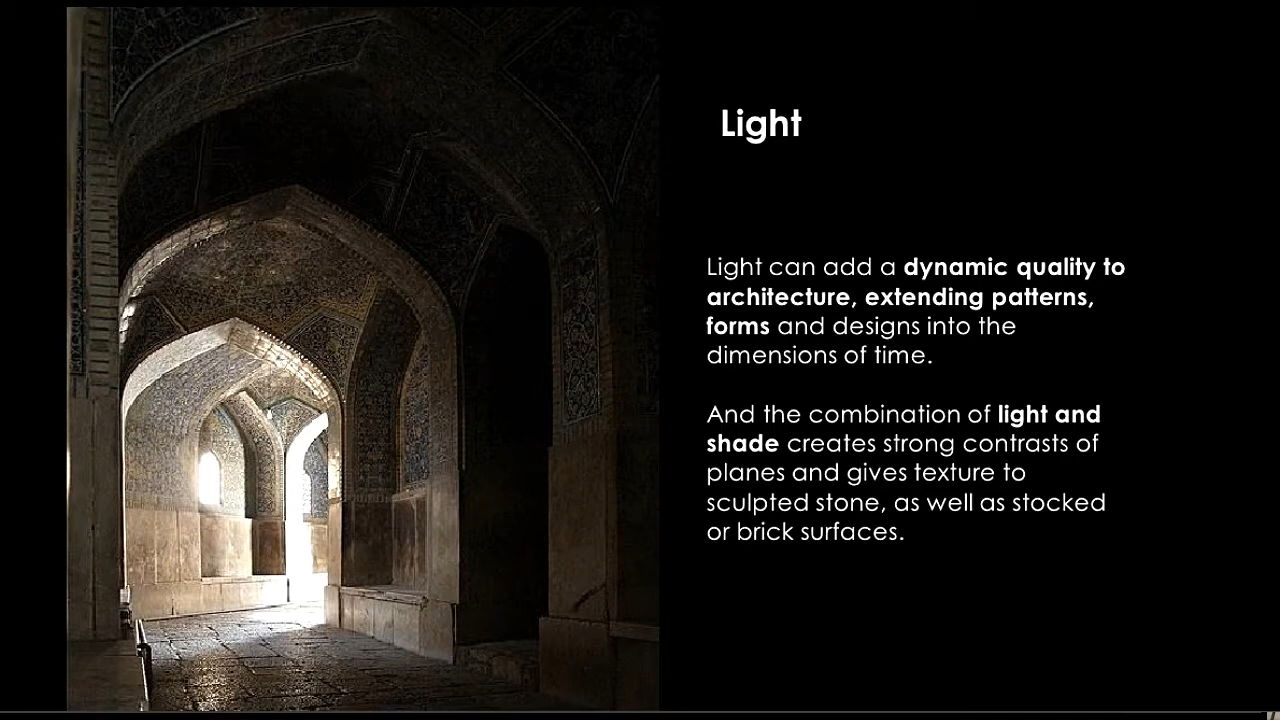 Light
Light can add a dynamic quality to
architecture, extending patterns,
forms and designs into the
dimensions of time.
And the combination of light and
shade creates strong contrasts of
planes and gives texture to
sculpted stone, as well as stocked
or brick surfaces.